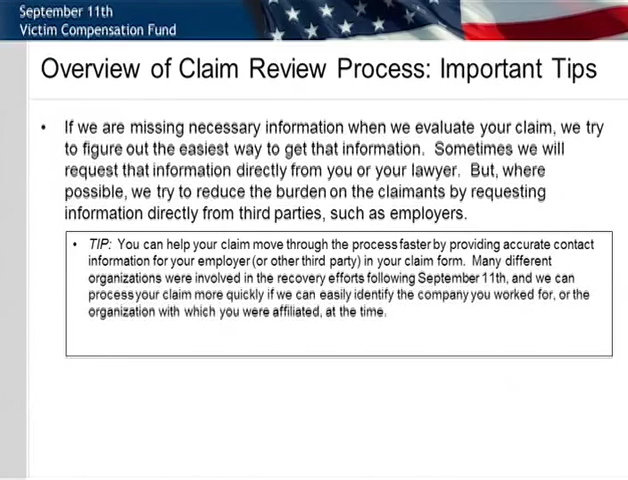 September 11th
Victim Compensation Fund
Overview of Claim Review Process: Important Tips
• If we are missing necessary information when we evaluate your claim, we try
to figure out the easiest way to get that information. Sometimes we will
request that information directly from you or your lawyer. But, where
possible, we try to reduce the burden on the claimants by requesting
information directly from third parties, such as employers.
• TIP: You can help your claim move through the process faster by providing accurate contact
information for your employer (or other third party) in your claim form. Many different
organizations were involved in the recovery efforts following September 11th, and we can
process your claim more quickly if we can easily identify the company you worked for, or the
organization with which you were affiliated, at the time.